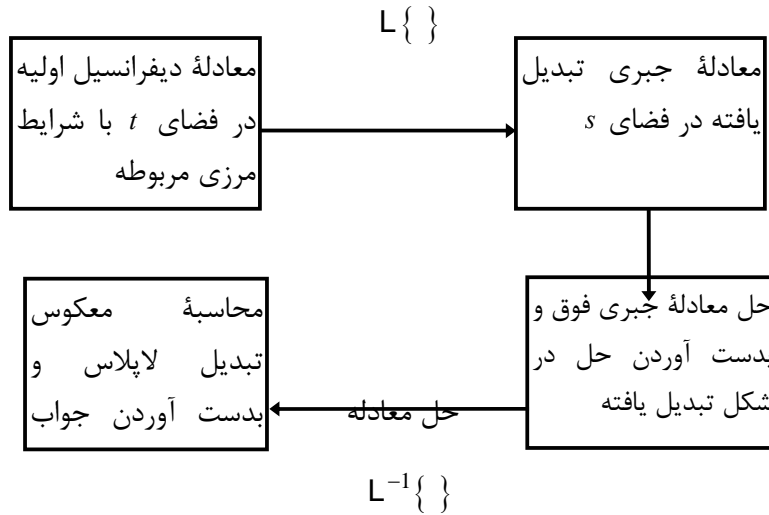 L{ }
معادلهٔ دیفرانسیل اولیه
در فضای t با شرایط
مرزی مربوطه
معادلهٔ جبری تبدیل
یافته در فضای s
حل معادلهٔ جبری فوق و
بدست آوردن حل در
شکل تبدیل یافته
حل معادله
محاسبهٔ معکوس
تبدیل لاپلاس و
بدست آوردن جواب
L⁻¹{ }